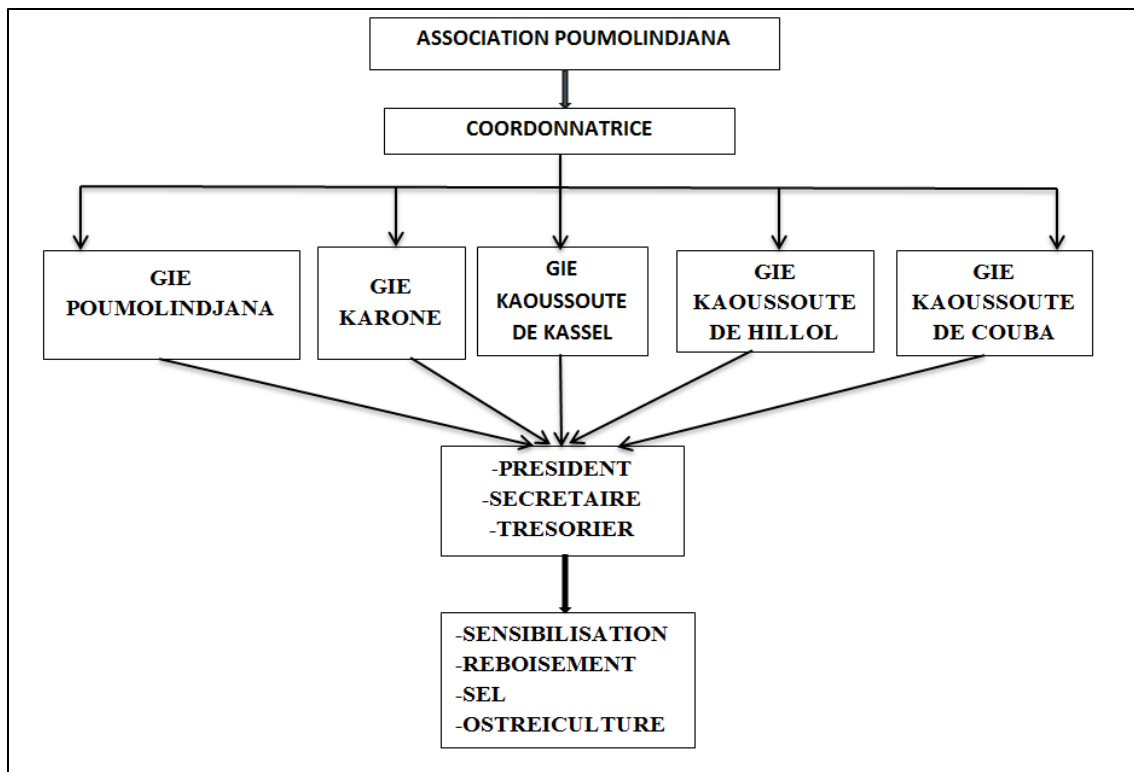 ASSOCIATION POUMOLINDJANA
COORDONNATRICE
GIE
POUMOLINDJANA
GIE
KARONE
GIE
KAOUSSOUTE
DE KASSEL
GIE
KAOUSSOUTE
DE HILLOL
GIE
KAOUSSOUTE
DE COUBA
-PRESIDENT
-SECRETAIRE
-TRESORIER
-SENSIBILISATION
-REBOISEMENT
-SEL
-OSTREICULTURE